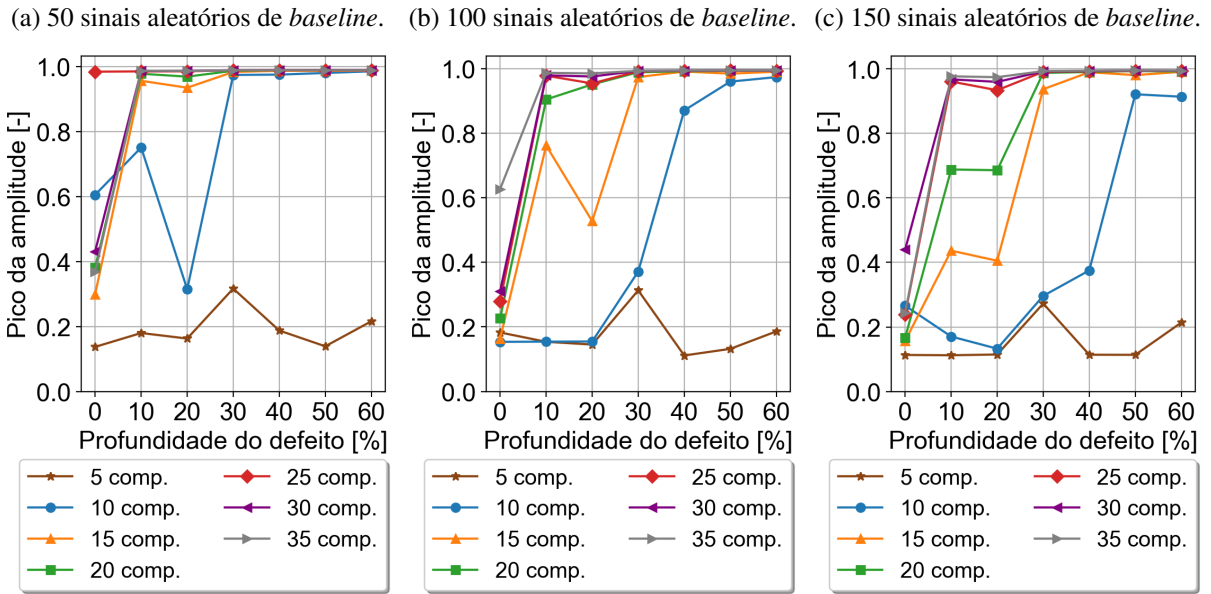 (a) 50 sinais aleatórios de baseline.
(b) 100 sinais aleatórios de baseline.
(c) 150 sinais aleatórios de baseline.
Pico da amplitude [-]
1.0
0.8
0.6
0.4
0.2
0.0
0 10 20 30 40 50 60
Profundidade do defeito [%]
5 comp.
10 comp.
15 comp.
20 comp.
25 comp.
30 comp.
35 comp.
Pico da amplitude [-]
1.0
0.8
0.6
0.4
0.2
0.0
0 10 20 30 40 50 60
Profundidade do defeito [%]
5 comp.
10 comp.
15 comp.
20 comp.
25 comp.
30 comp.
35 comp.
Pico da amplitude [-]
1.0
0.8
0.6
0.4
0.2
0.0
0 10 20 30 40 50 60
Profundidade do defeito [%]
5 comp.
10 comp.
15 comp.
20 comp.
25 comp.
30 comp.
35 comp.